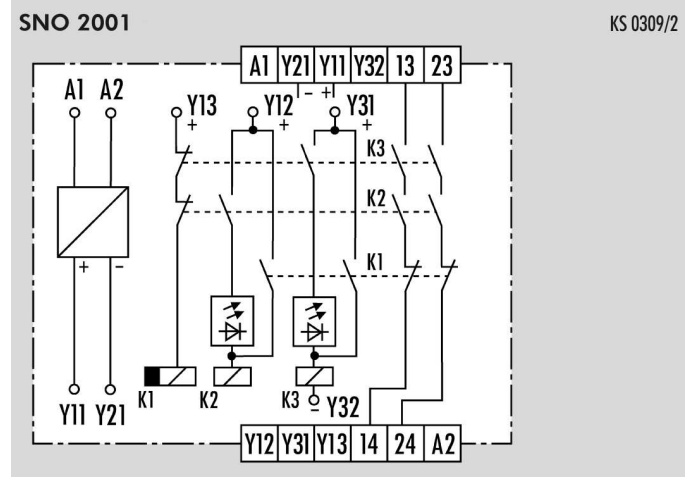 SNO 2001 KS 0309/2
A1 Y21 Y11 Y32 13 23
A1 A2 Y13 + Y12 + - + Y31 +
K3
K2
K1
+ -
K1 K2 K3 - Y32
Y11 Y21
Y12 Y31 Y13 14 24 A2